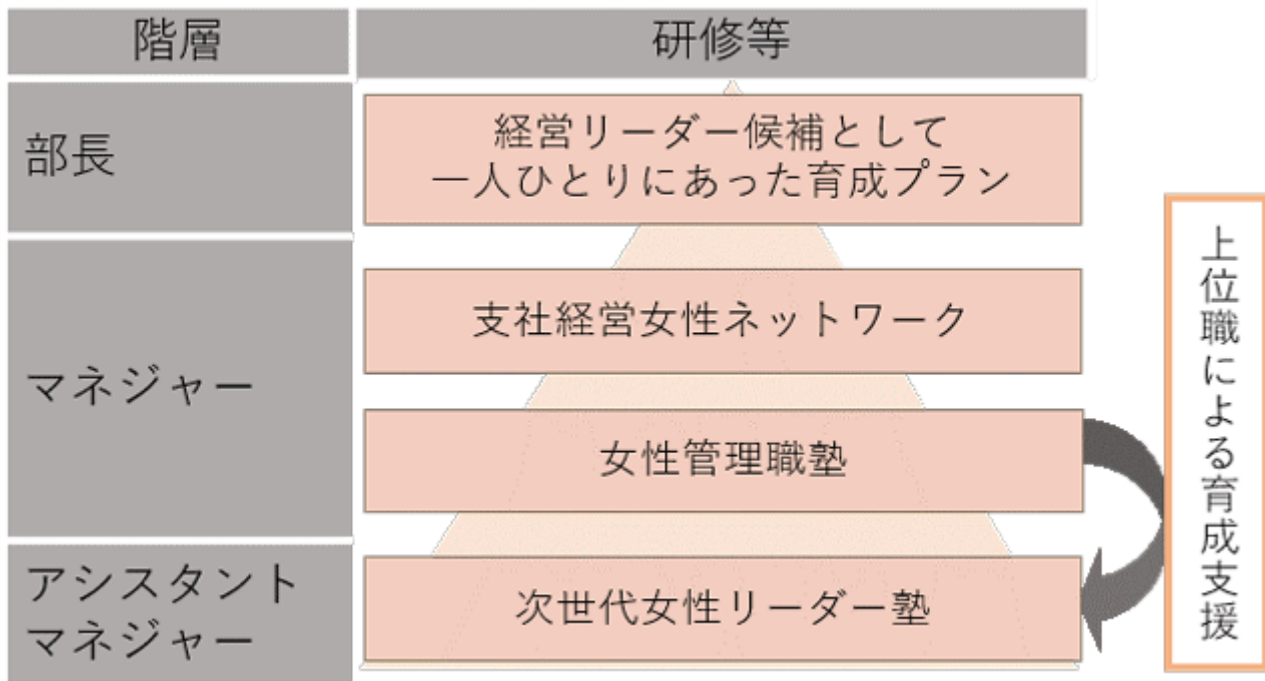 階層
研修等
部長
経営リーダー候補として
一人ひとりにあった育成プラン
マネジャー
支社経営女性ネットワーク
女性管理職塾
アシスタント
マネジャー
次世代女性リーダー塾
上位職による育成支援